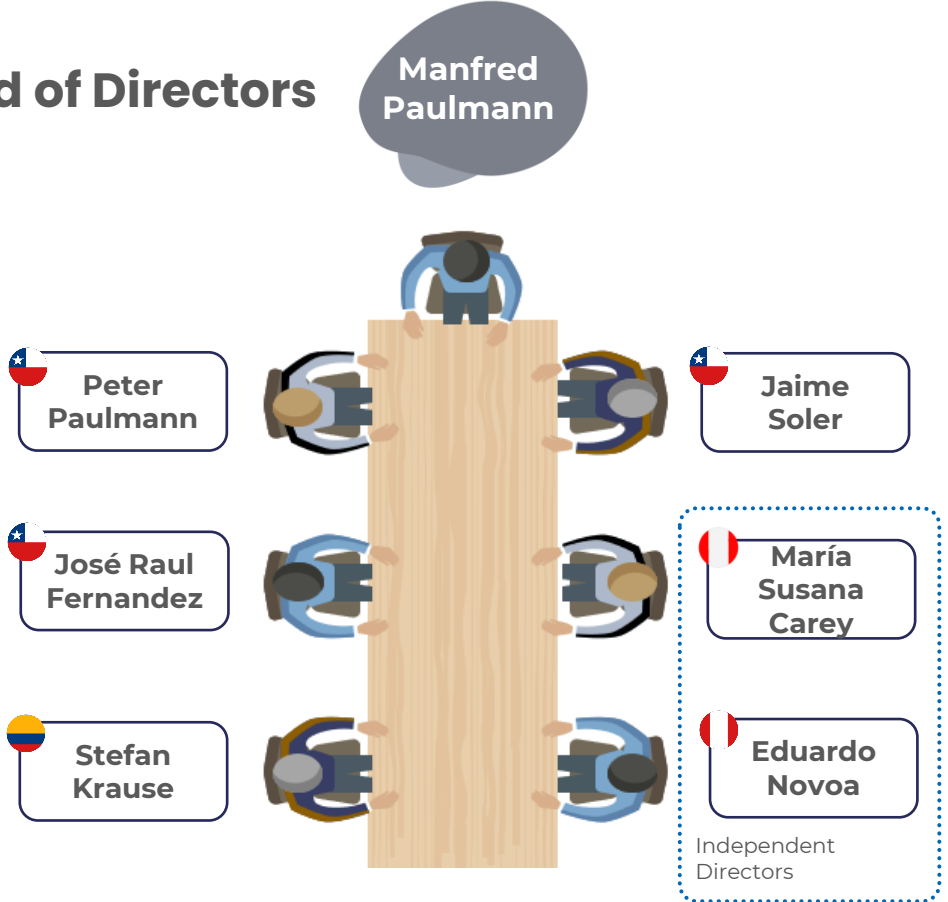 d of Directors
Manfred
Paulmann
Peter
Paulmann
Jaime
Soler
José Raul
Fernandez
María
Susana
Carey
Stefan
Krause
Eduardo
Novoa
Independent
Directors